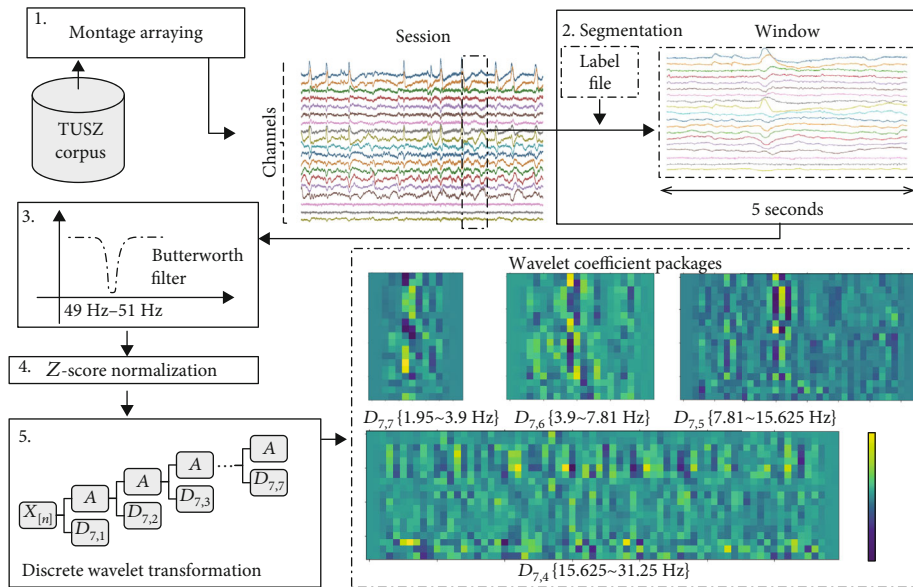 1.
Montage arraying
TUSZ
corpus
Session
Channels
2. Segmentation
Label
file
Window
5 seconds
3.
Butterworth
filter
49 Hz–51 Hz
4. Z-score normalization
5.
X[n]
A
D7,1
A
D7,2
A
D7,3
...
A
D7,7
Discrete wavelet transformation
Wavelet coefficient packages
D7,7 {1.95~3.9 Hz}
D7,6 {3.9~7.81 Hz}
D7,5 {7.81~15.625 Hz}
D7,4 {15.625~31.25 Hz}